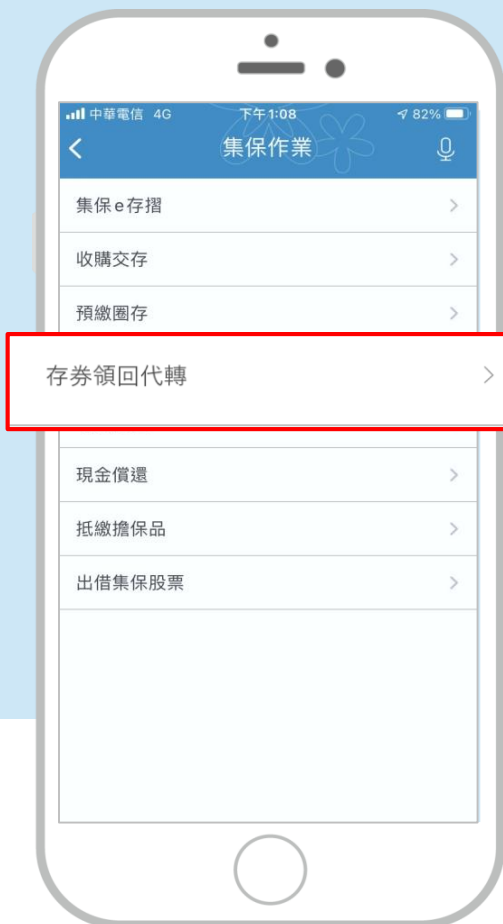 中華電信 4G 下午1:08 82%
集保作業
集保e存摺
收購交存
預繳圈存
存券領回代轉
現金償還
抵繳擔保品
出借集保股票